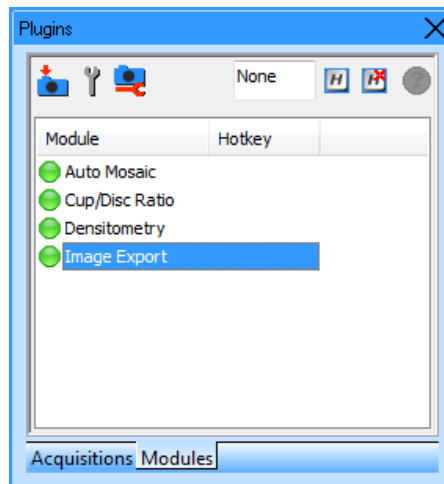 Plugins
None
H H
Module Hotkey
Auto Mosaic
Cup/Disc Ratio
Densitometry
Image Export
Acquisitions Modules